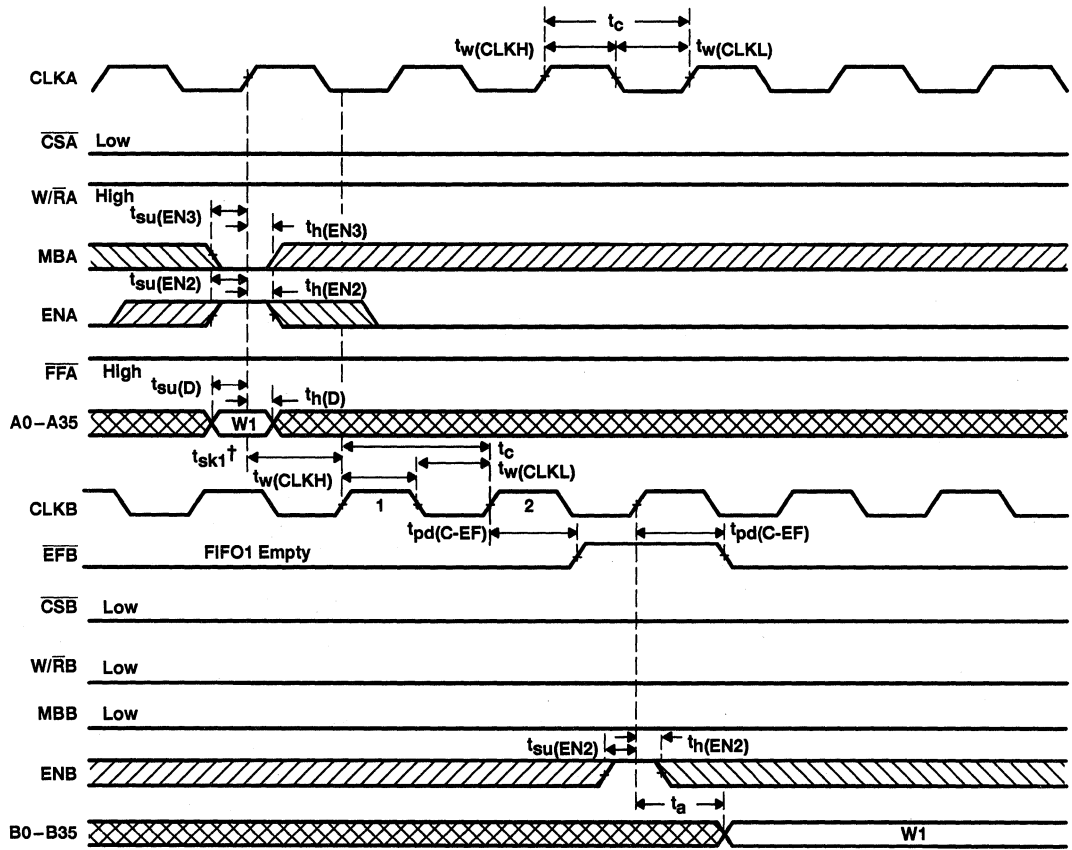 tc
tw(CLKH) tw(CLKL)
CLKA
CSA Low
W/RA High
tsu(EN3) th(EN3)
MBA
tsu(EN2) th(EN2)
ENA
FFA High
tsu(D) th(D)
A0–A35 W1
tsk1† tc
tw(CLKH) tw(CLKL)
CLKB 1 2
tpd(C-EF) tpd(C-EF)
EFB FIFO1 Empty
CSB Low
W/RB Low
MBB Low
tsu(EN2) th(EN2)
ENB
ta
B0–B35 W1